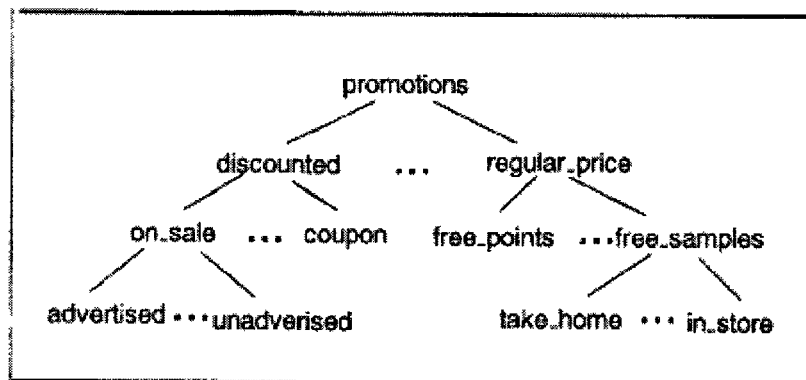 promotions
discounted ... regular_price
on_sale ... coupon free_points ...free_samples
advertised ...unadverised take_home ... in_store